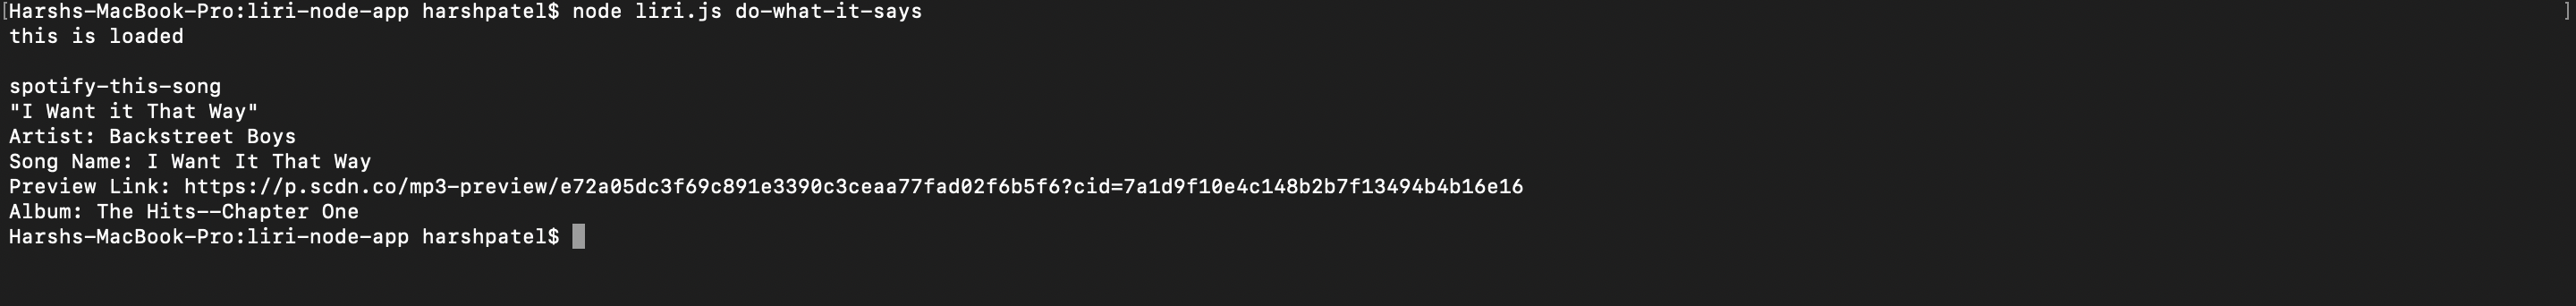 [Harshs-MacBook-Pro:liri-node-app harshpatel$ node liri.js do-what-it-says ]
this is loaded
spotify-this-song
"I Want it That Way"
Artist: Backstreet Boys
Song Name: I Want It That Way
Preview Link: https://p.scdn.co/mp3-preview/e72a05dc3f69c891e3390c3ceaa77fad02f6b5f6?cid=7a1d9f10e4c148b2b7f13494b4b16e16
Album: The Hits--Chapter One
Harshs-MacBook-Pro:liri-node-app harshpatel$